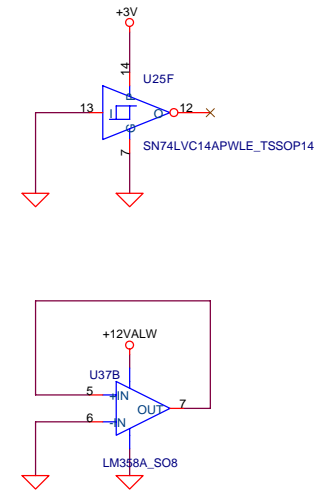 +3V
14
U25F
P
13
I
O
12
G
7
SN74LVC14APWLE_TSSOP14
+12VALW
U37B
5
+IN
OUT
7
6
-IN
LM358A_SO8